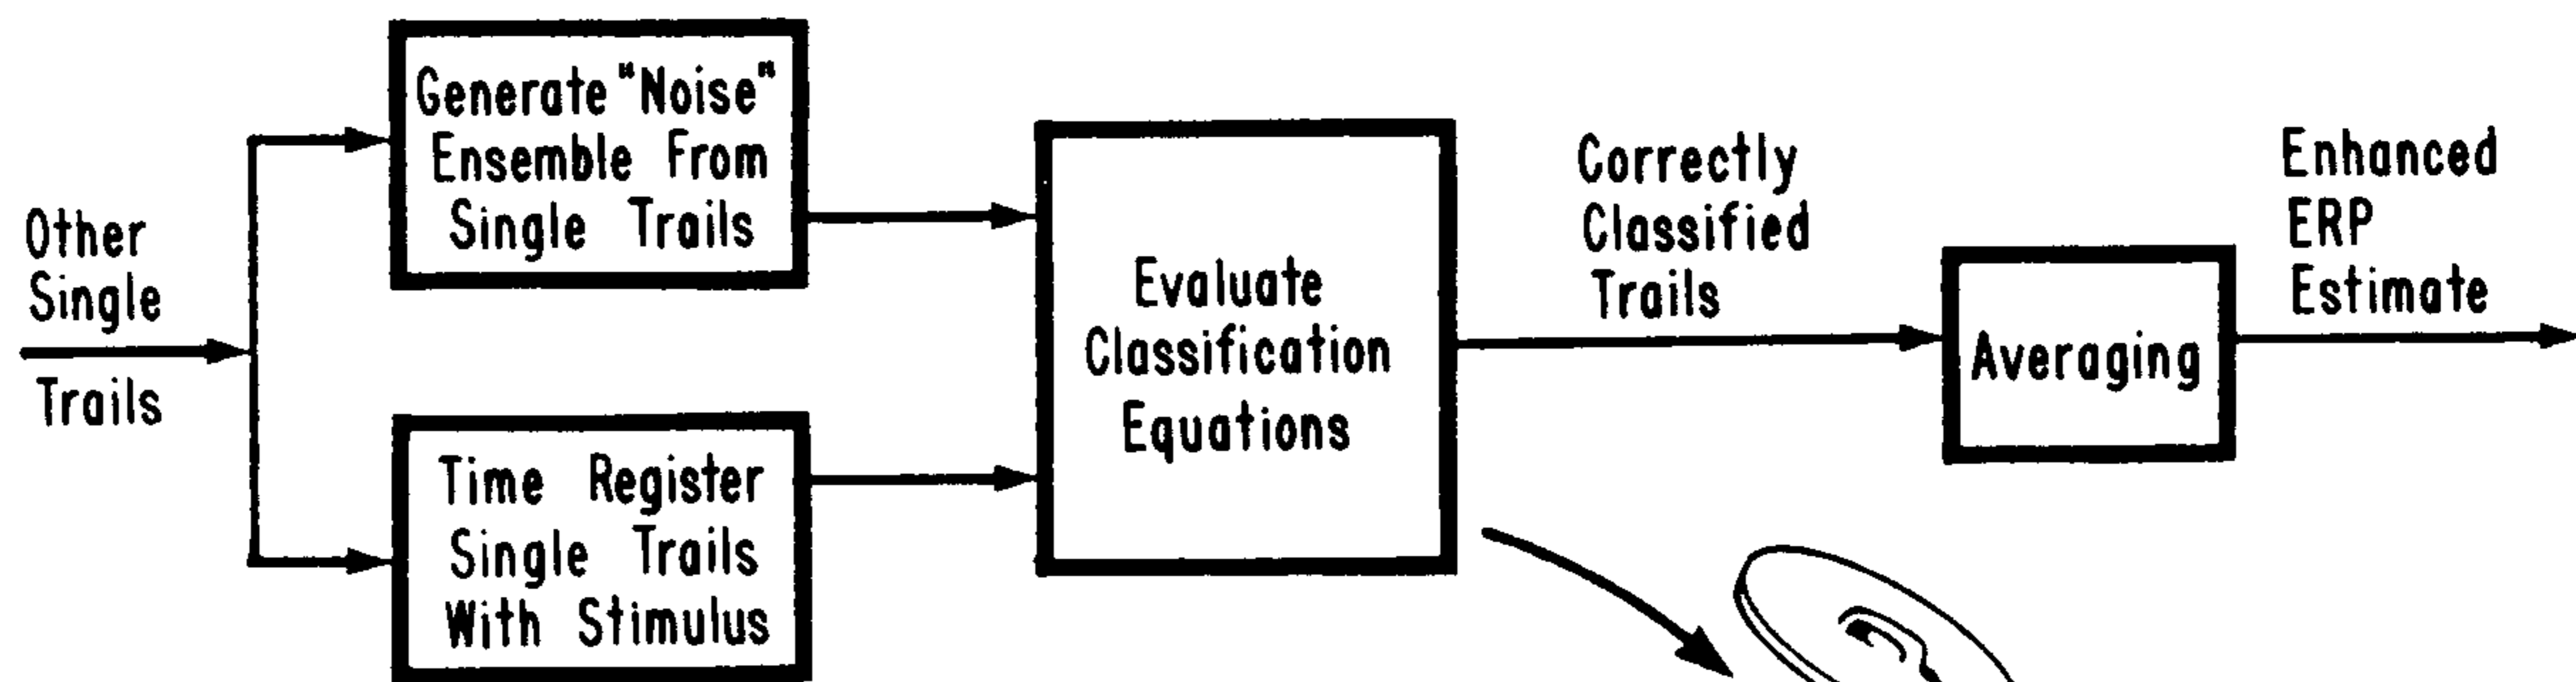 Other
Single
Trails
Generate "Noise"
Ensemble From
Single Trails
Time Register
Single Trails
With Stimulus
Evaluate
Classification
Equations
Correctly
Classified
Trails
Averaging
Enhanced
ERP
Estimate